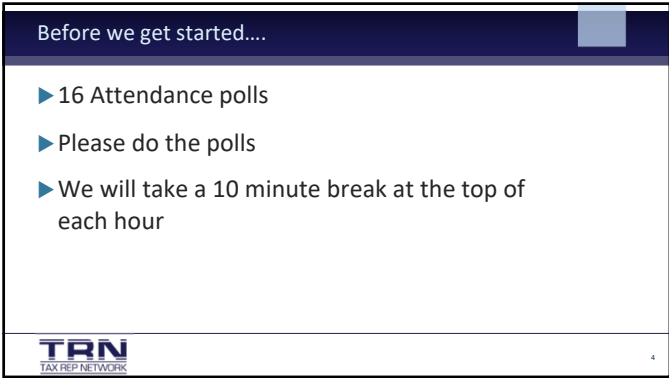 Before we get started….
16 Attendance polls
Please do the polls
We will take a 10 minute break at the top of
each hour
TRN
TAX REP NETWORK
4